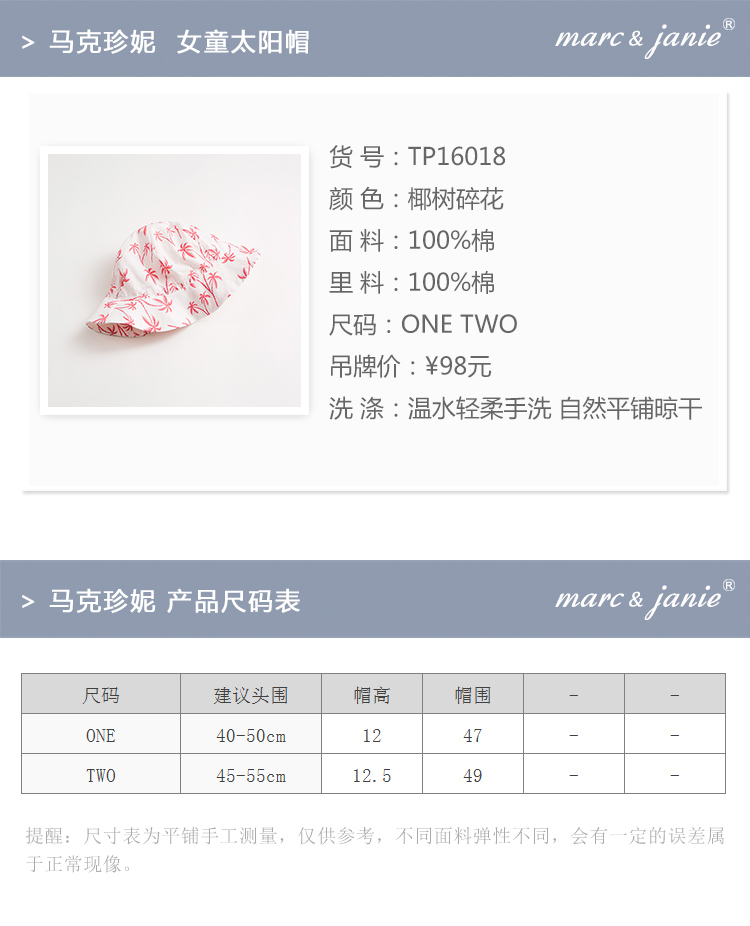 > 马克珍妮 女童太阳帽
marc & janie®
货 号：TP16018
颜 色：椰树碎花
面 料：100%棉
里 料：100%棉
尺码：ONE TWO
吊牌价：¥98元
洗 涤：温水轻柔手洗 自然平铺晾干
> 马克珍妮 产品尺码表
marc & janie®
尺码 建议头围 帽高 帽围 - -
ONE 40-50cm 12 47 - -
TWO 45-55cm 12.5 49 - -
提醒：尺寸表为平铺手工测量，仅供参考，不同面料弹性不同，会有一定的误差属
于正常现像。